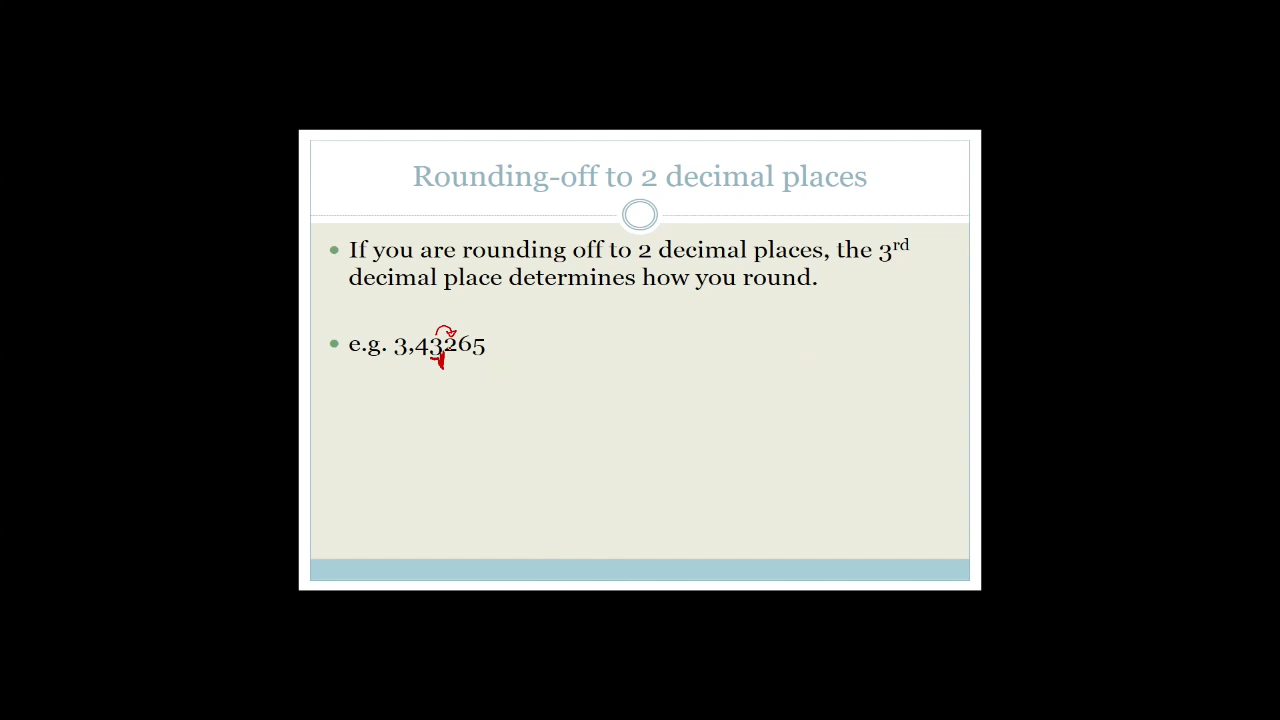 Rounding-off to 2 decimal places
If you are rounding off to 2 decimal places, the 3rd
decimal place determines how you round.
e.g. 3,43265